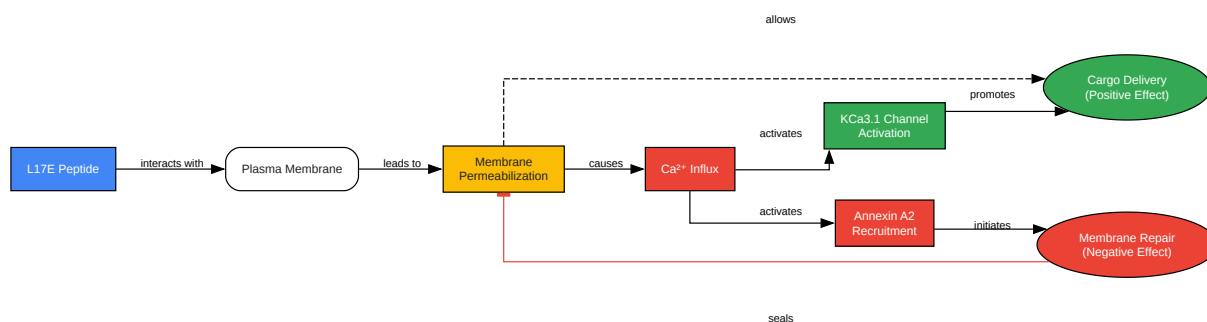 allows
Cargo Delivery
(Positive Effect)
promotes
KCa3.1 Channel
Activation
activates
L17E Peptide
interacts with
Plasma Membrane
leads to
Membrane
Permeabilization
causes
Ca²⁺ Influx
activates
Annexin A2
Recruitment
initiates
Membrane Repair
(Negative Effect)
seals